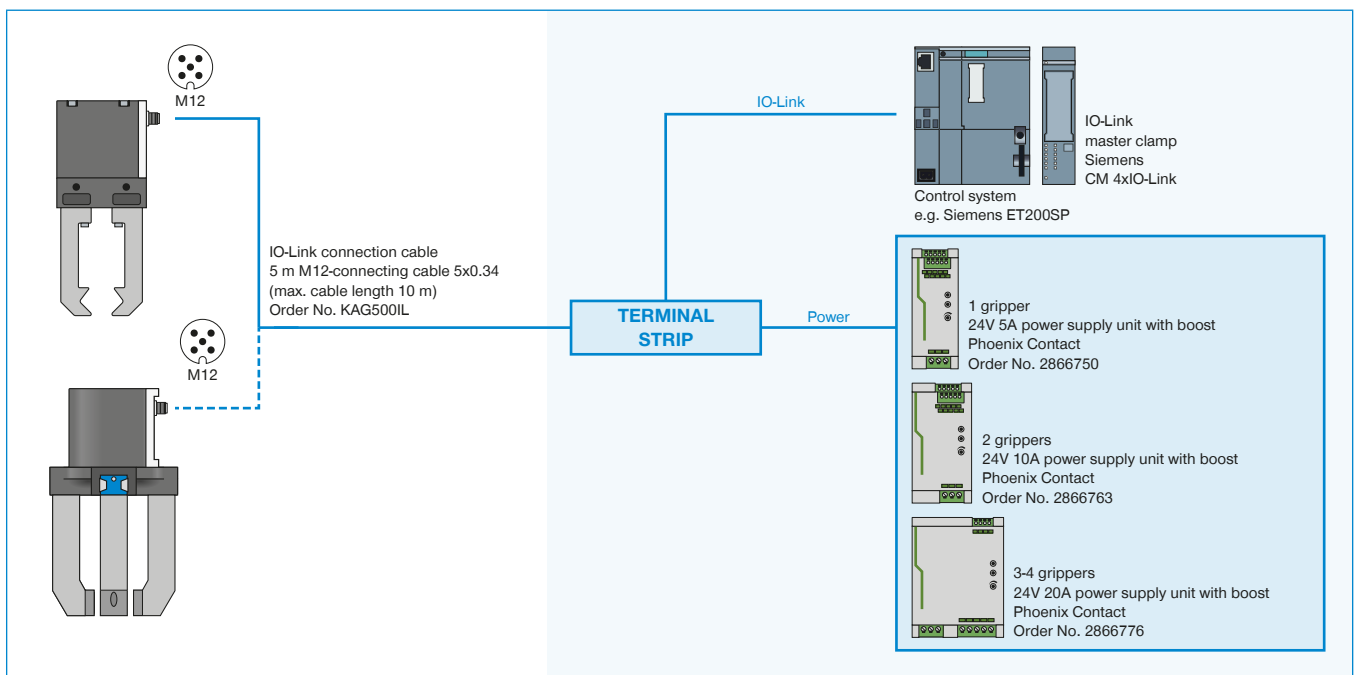 M12
IO-Link connection cable
5 m M12-connecting cable 5x0.34
(max. cable length 10 m)
Order No. KAG500IL
M12
TERMINAL
STRIP
IO-Link
Power
Control system
e.g. Siemens ET200SP
IO-Link
master clamp
Siemens
CM 4xIO-Link
1 gripper
24V 5A power supply unit with boost
Phoenix Contact
Order No. 2866750
2 grippers
24V 10A power supply unit with boost
Phoenix Contact
Order No. 2866763
3-4 grippers
24V 20A power supply unit with boost
Phoenix Contact
Order No. 2866776